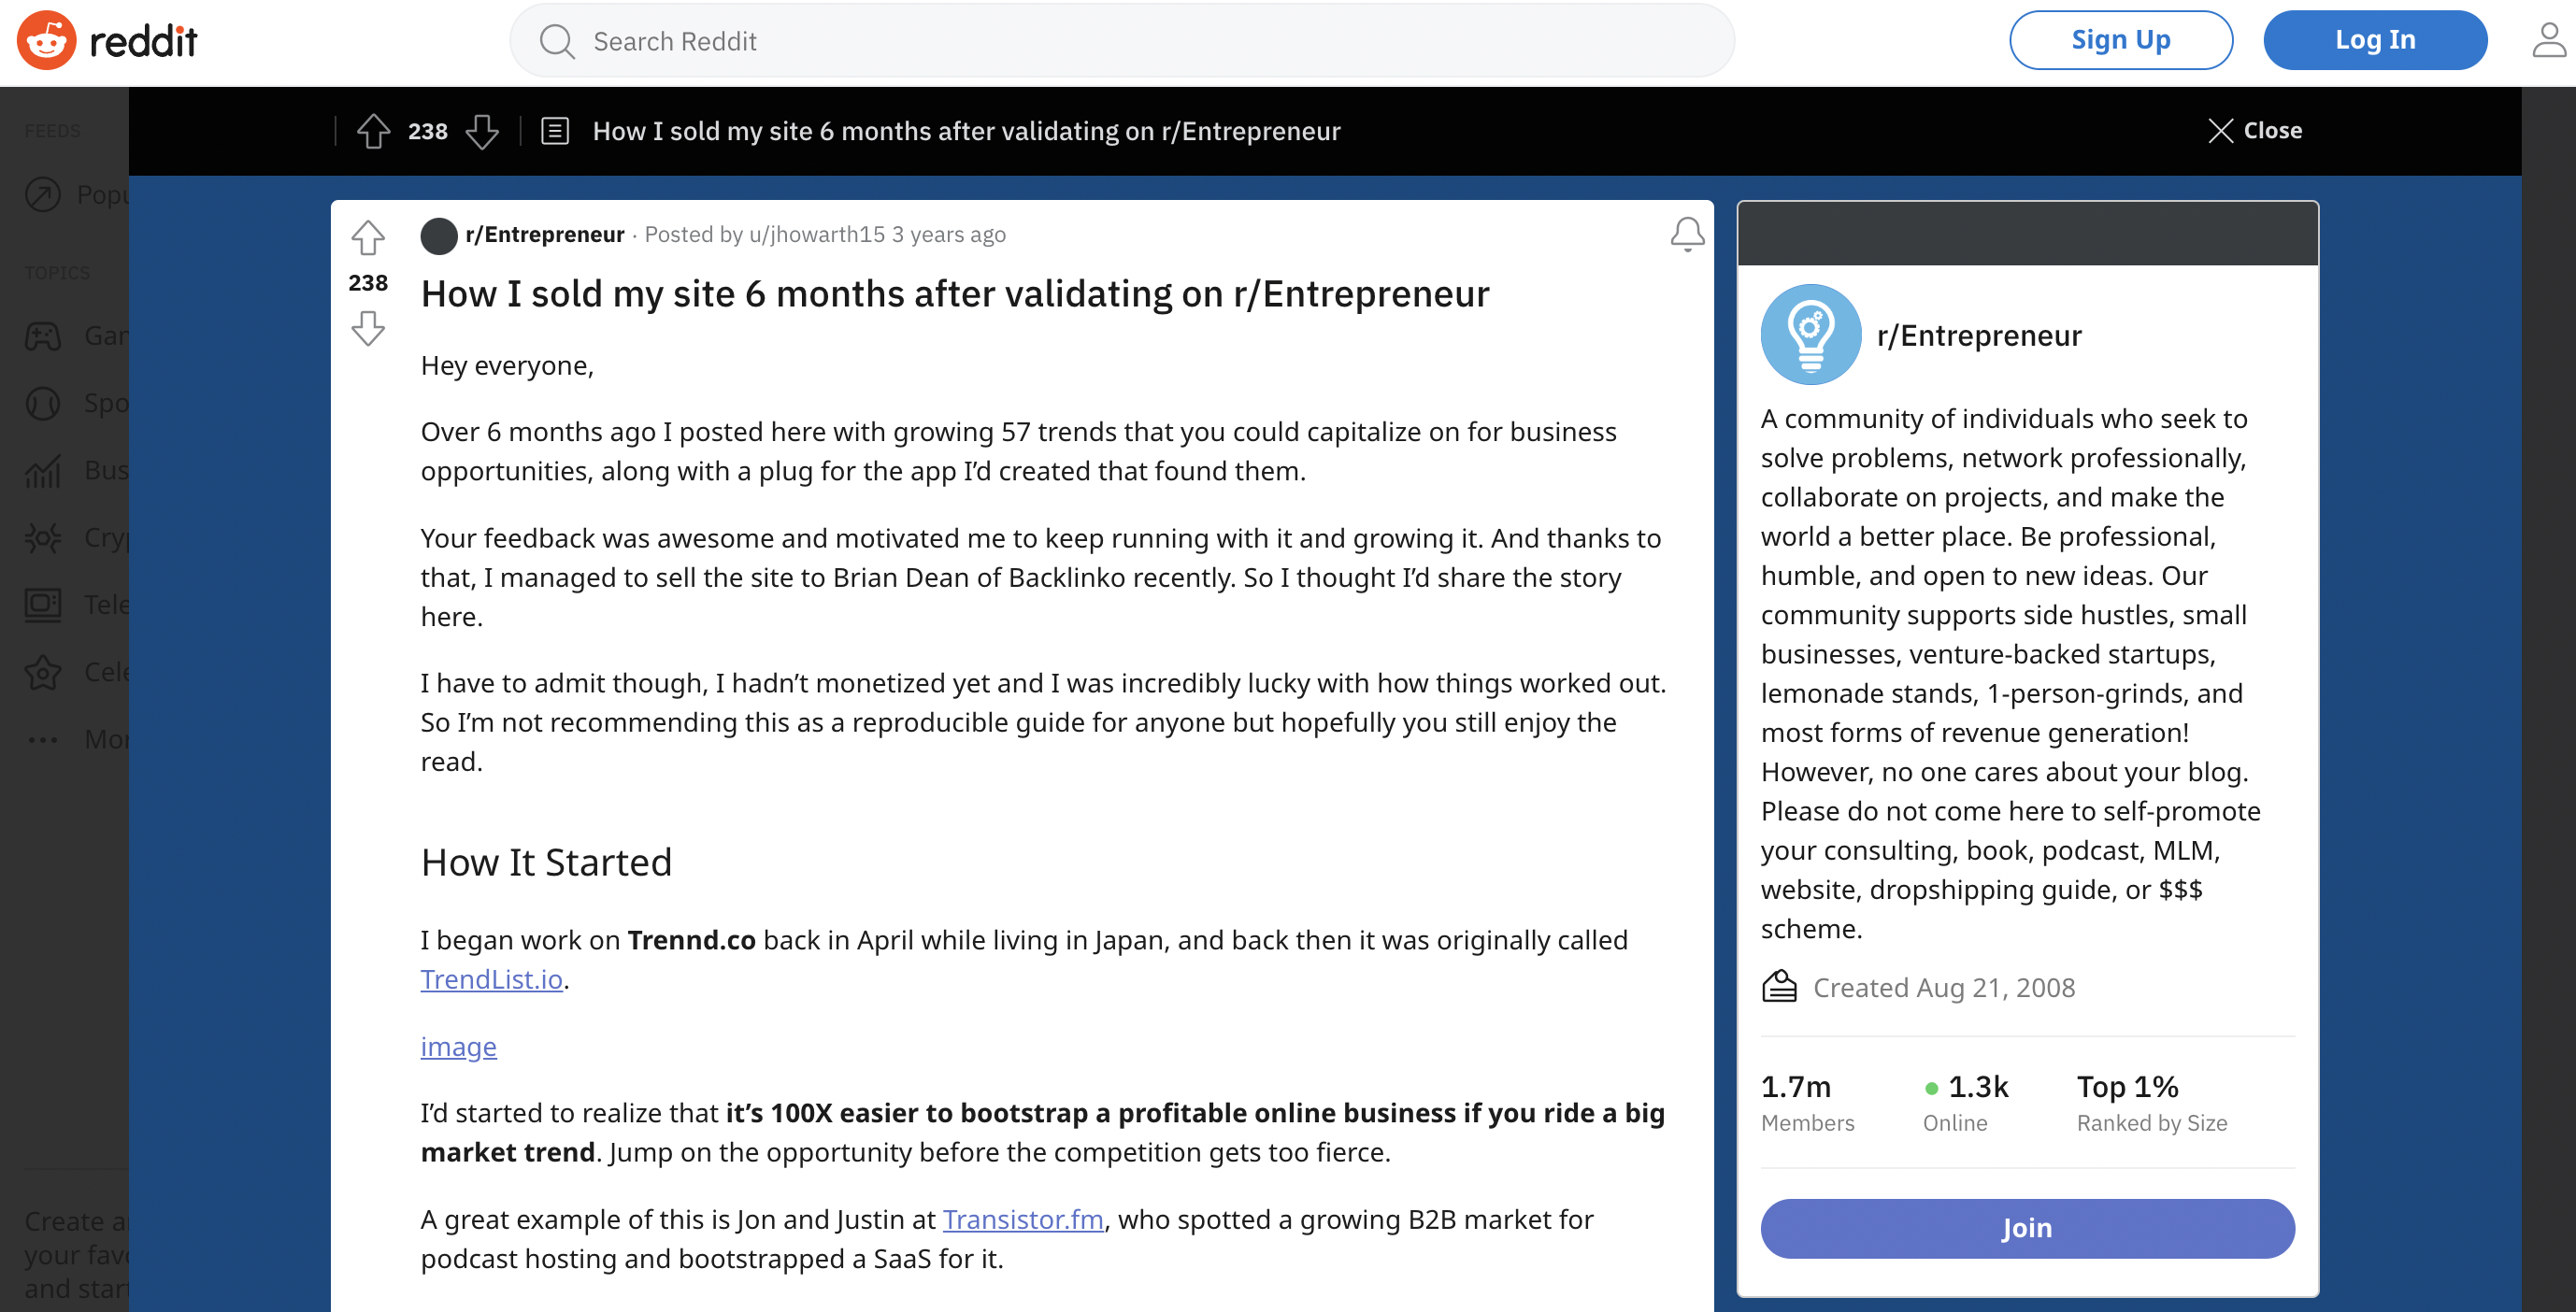 reddit
Search Reddit
Sign Up
Log In
FEEDS
TOPICS
238
How I sold my site 6 months after validating on r/Entrepreneur
Close
r/Entrepreneur · Posted by u/jhowarth15 3 years ago
238
How I sold my site 6 months after validating on r/Entrepreneur
Hey everyone,
Over 6 months ago I posted here with growing 57 trends that you could capitalize on for business
opportunities, along with a plug for the app I’d created that found them.
Your feedback was awesome and motivated me to keep running with it and growing it. And thanks to
that, I managed to sell the site to Brian Dean of Backlinko recently. So I thought I’d share the story
here.
I have to admit though, I hadn’t monetized yet and I was incredibly lucky with how things worked out.
So I’m not recommending this as a reproducible guide for anyone but hopefully you still enjoy the
read.
How It Started
I began work on Trennd.co back in April while living in Japan, and back then it was originally called
TrendList.io.
image
I’d started to realize that it’s 100X easier to bootstrap a profitable online business if you ride a big
market trend. Jump on the opportunity before the competition gets too fierce.
A great example of this is Jon and Justin at Transistor.fm, who spotted a growing B2B market for
podcast hosting and bootstrapped a SaaS for it.
r/Entrepreneur
A community of individuals who seek to
solve problems, network professionally,
collaborate on projects, and make the
world a better place. Be professional,
humble, and open to new ideas. Our
community supports side hustles, small
businesses, venture-backed startups,
lemonade stands, 1-person-grinds, and
most forms of revenue generation!
However, no one cares about your blog.
Please do not come here to self-promote
your consulting, book, podcast, MLM,
website, dropshipping guide, or $$$
scheme.
Created Aug 21, 2008
1.7m
Members
1.3k
Online
Top 1%
Ranked by Size
Join
Create
your
and